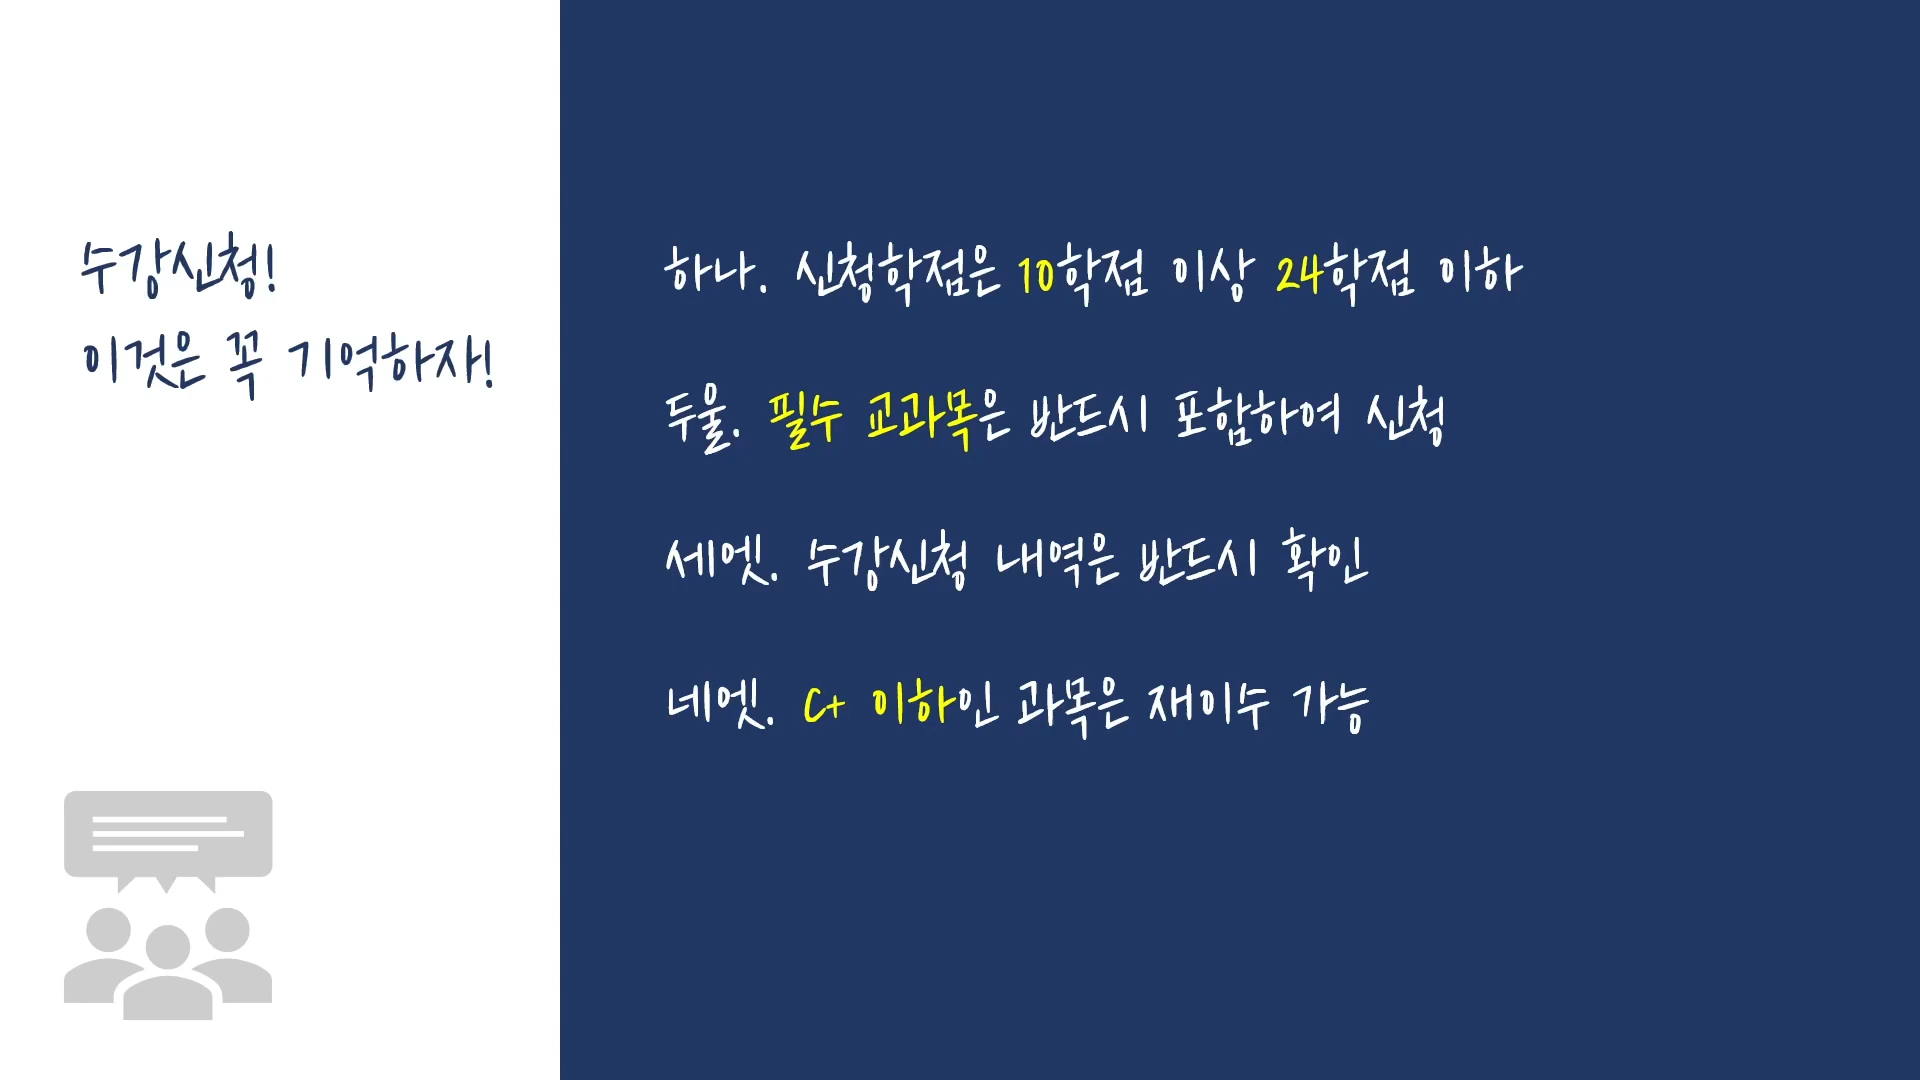 수강신청!
이것은 꼭 기억하자!
하나. 신청학점은 10학점 이상 24학점 이하
두울. 필수 교과목은 반드시 포함하여 신청
세엣. 수강신청 내역은 반드시 확인
네엣. C+ 이하인 과목은 재이수 가능